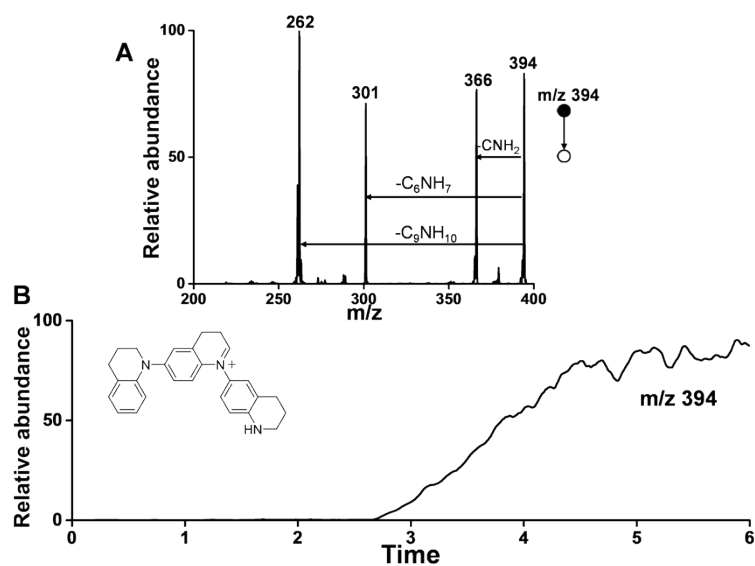 A
Relative abundance
100
50
0
262
301
366
394
m/z 394
-CNH₂
-C₆NH₇
-C₉NH₁₀
200
250
300
350
400
m/z
B
Relative abundance
100
50
0
N
N
+
HN
m/z 394
0
1
2
3
4
5
6
Time